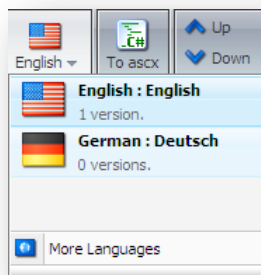 C#
Up
English
To ascx
Down
English : English
1 version.
German : Deutsch
0 versions.
More Languages